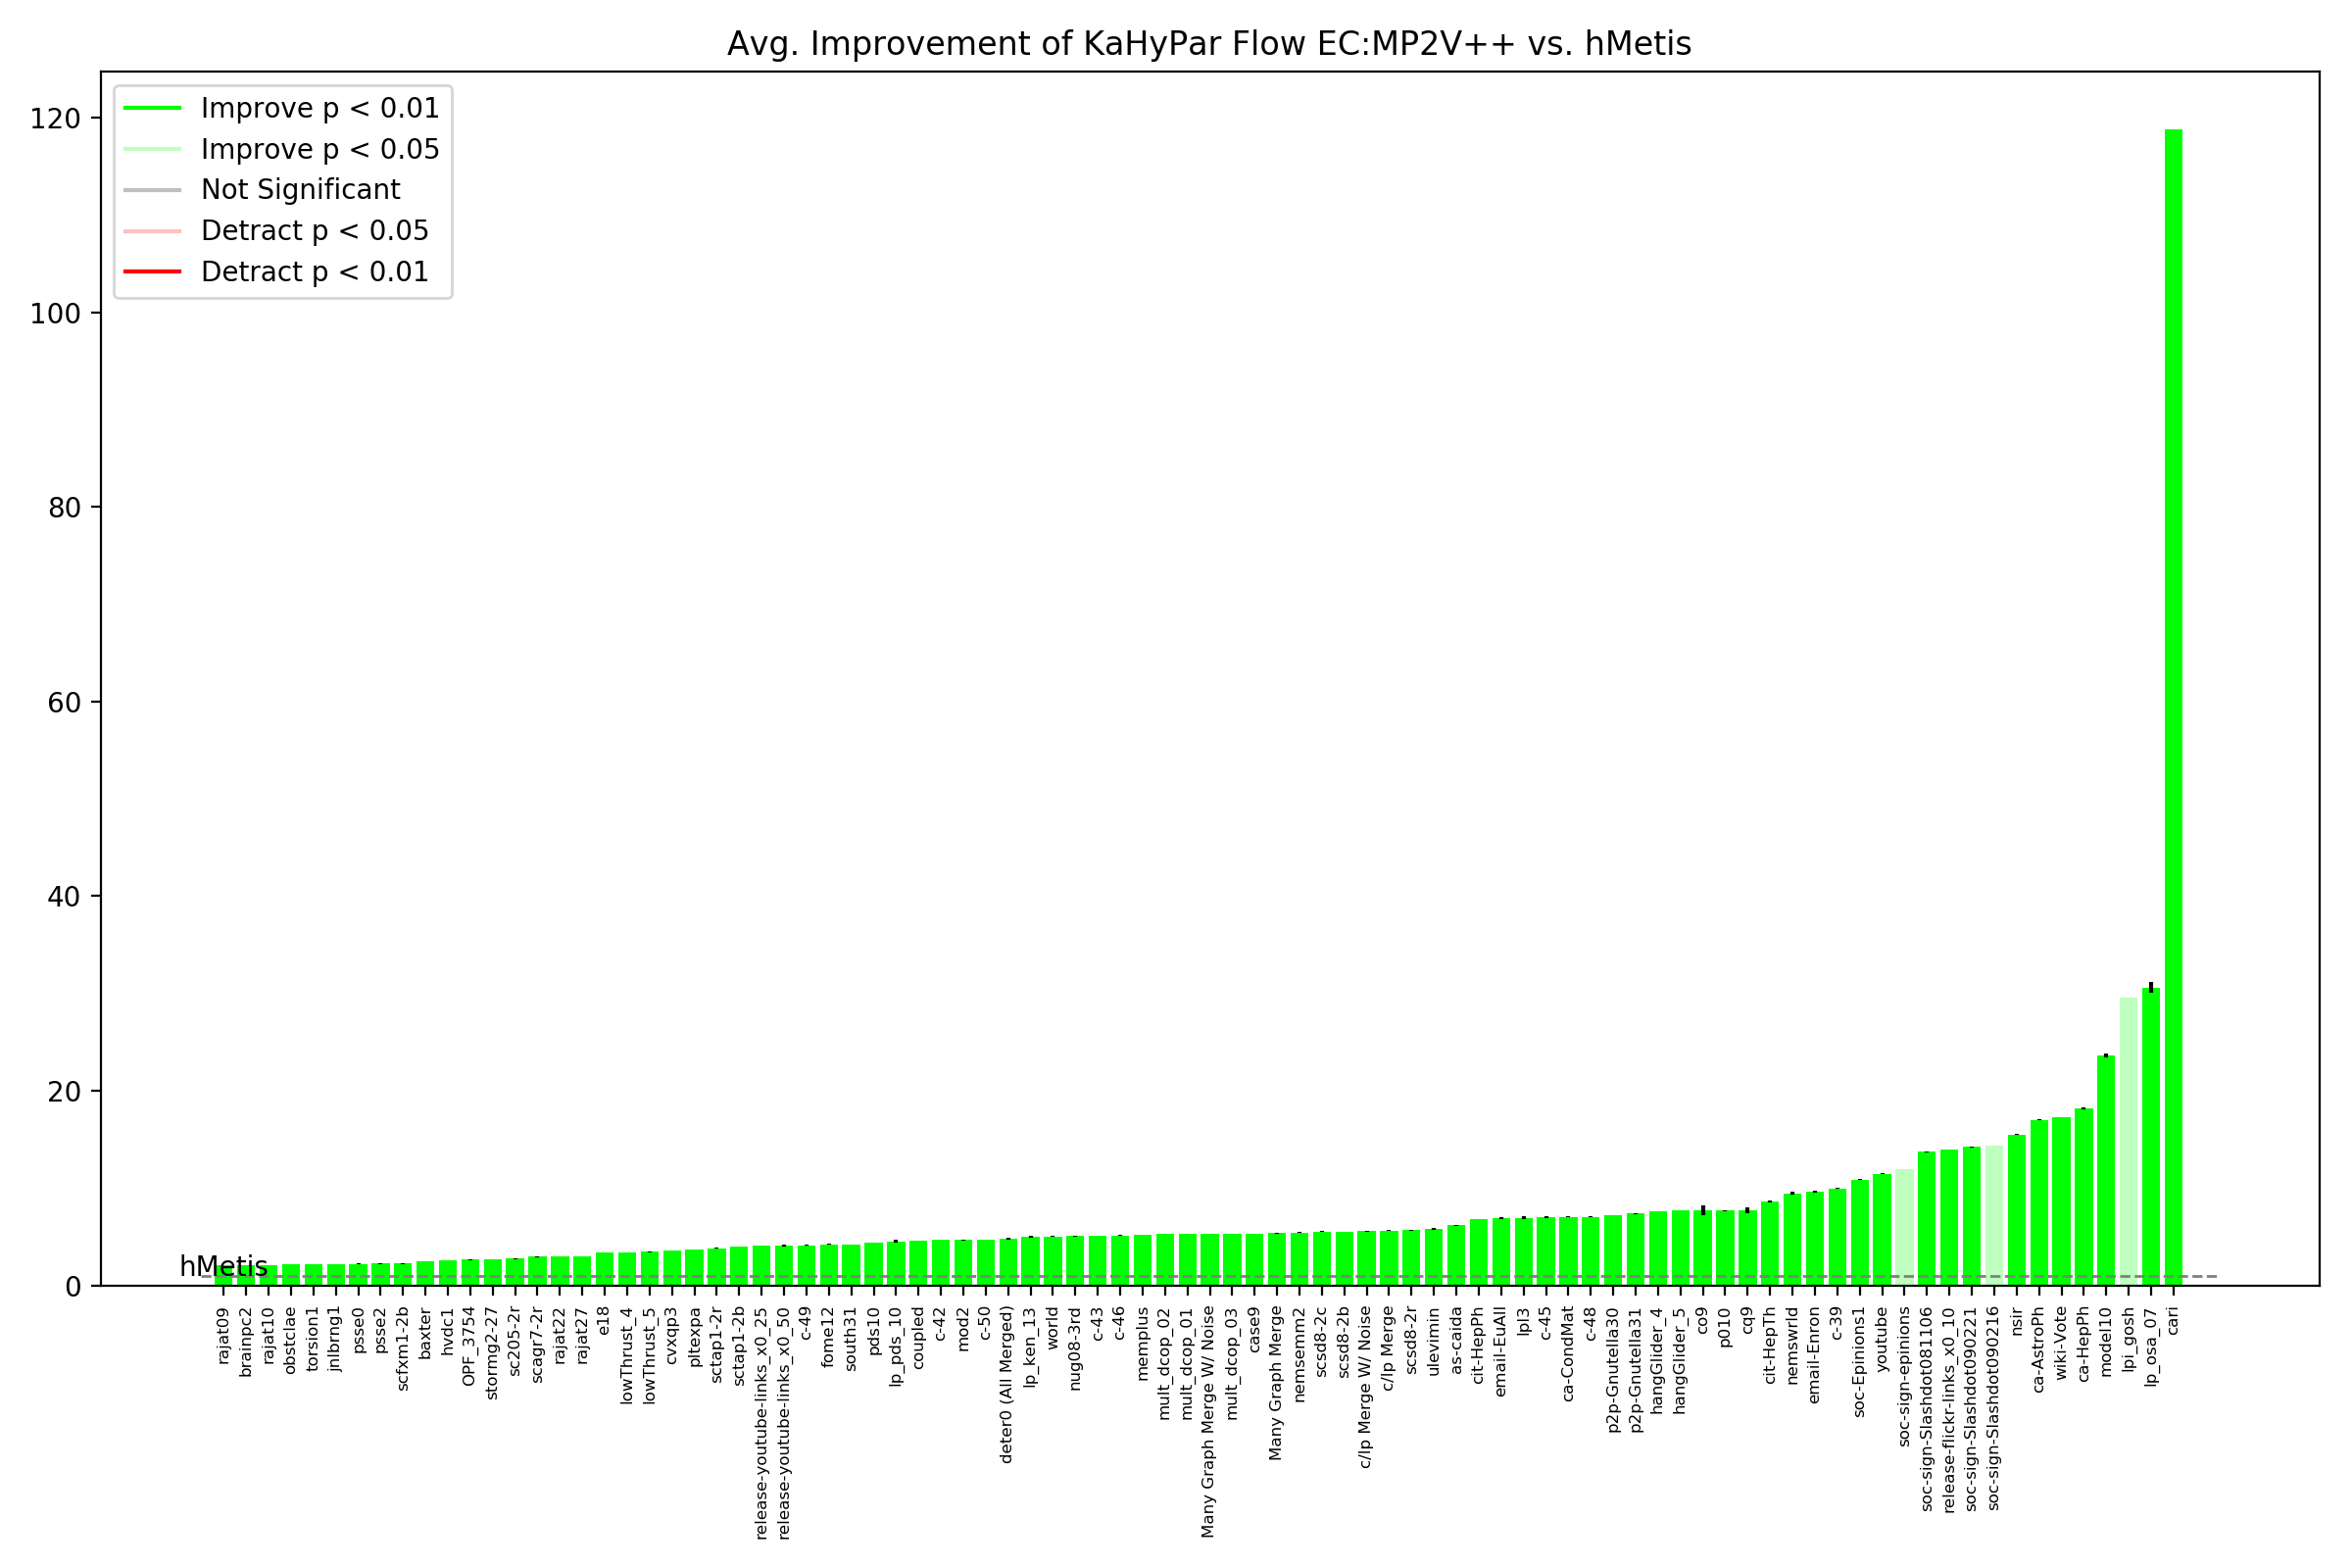 Avg. Improvement of KaHyPar Flow EC:MP2V++ vs. hMetis
Improve p < 0.01
Improve p < 0.05
Not Significant
Detract p < 0.05
Detract p < 0.01
120
100
80
60
40
20
0
hMetis
rajat09
brainpc2
rajat10
obstclae
torsion1
jnlbrng1
psse0
psse2
scfxm1-2b
baxter
hvdc1
OPF_3754
stormg2-27
sc205-2r
scagr7-2r
rajat22
rajat27
e18
lowThrust_4
lowThrust_5
cvxqp3
pltexpa
sctap1-2r
sctap1-2b
release-youtube-links_x0_25
release-youtube-links_x0_50
c-49
fome12
south31
pds10
lp_pds_10
coupled
c-42
mod2
c-50
deter0 (All Merged)
lp_ken_13
world
nug08-3rd
c-43
c-46
memplus
mult_dcop_02
mult_dcop_01
Many Graph Merge W/ Noise
mult_dcop_03
case9
Many Graph Merge
nemsemm2
scsd8-2c
scsd8-2b
c/lp Merge W/ Noise
c/lp Merge
scsd8-2r
ulevimin
as-caida
cit-HepPh
email-EuAll
lpl3
c-45
ca-CondMat
c-48
p2p-Gnutella30
p2p-Gnutella31
hangGlider_4
hangGlider_5
co9
p010
cq9
cit-HepTh
nemswrld
email-Enron
c-39
soc-Epinions1
youtube
soc-sign-epinions
soc-sign-Slashdot081106
release-flickr-links_x0_10
soc-sign-Slashdot090221
soc-sign-Slashdot090216
nsir
ca-AstroPh
wiki-Vote
ca-HepPh
model10
lpi_gosh
lp_osa_07
cari